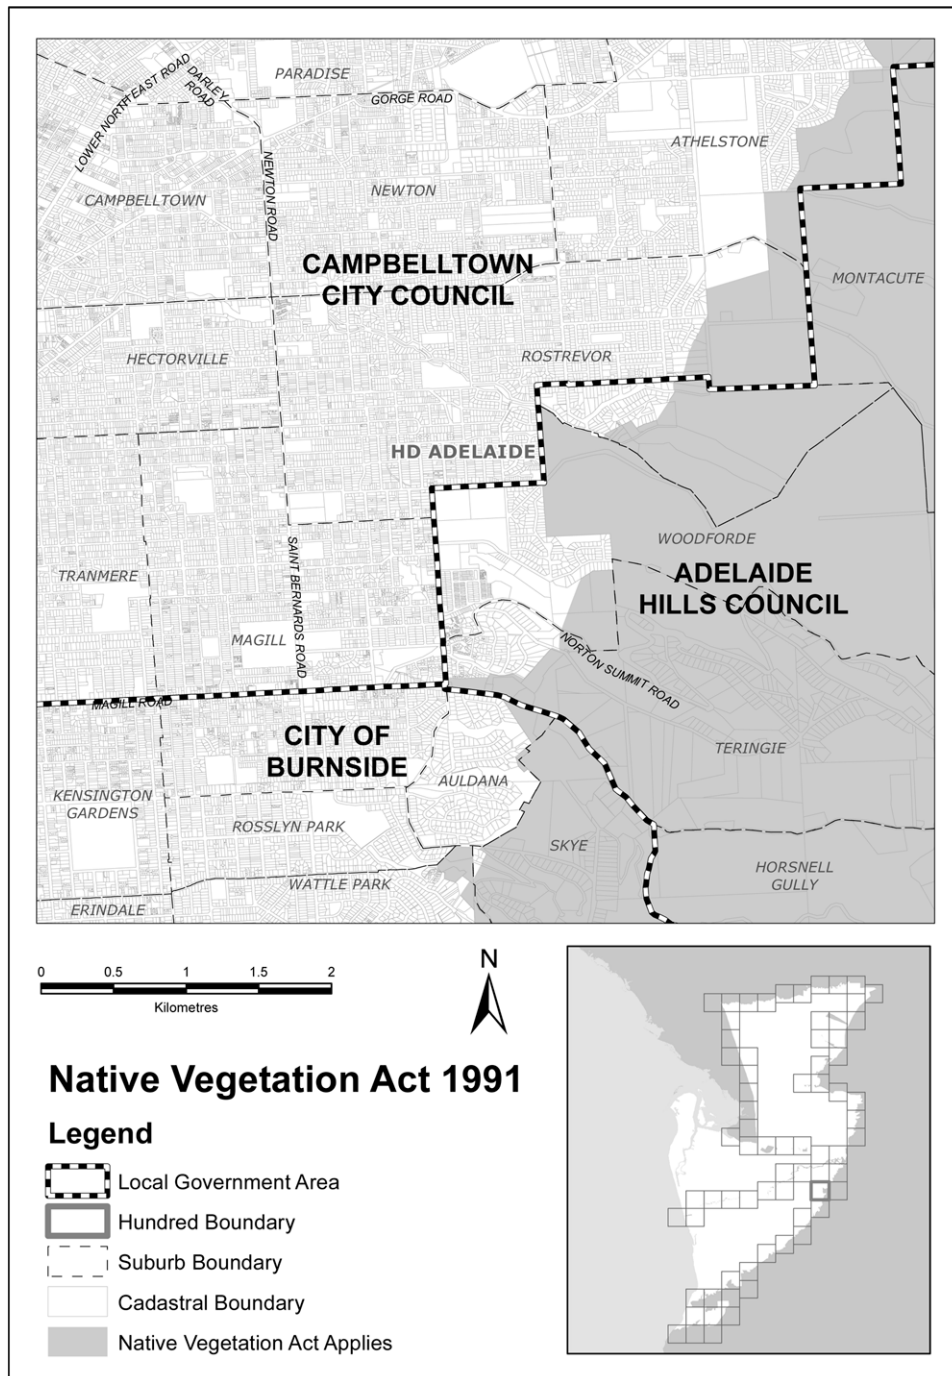 PARADISE
LOWER NORTH EAST ROAD
DARLEY
ROAD
GORGE ROAD
ATHELSTONE
NEWTON ROAD
NEWTON
CAMPBELLTOWN
CAMPBELLTOWN
CITY COUNCIL
MONTACUTE
HECTORVILLE
ROSTREVOR
HD ADELAIDE
WOODFORDE
SAINT BERNARDS ROAD
TRANMERE
ADELAIDE
HILLS COUNCIL
MAGILL
NORTON SUMMIT ROAD
MAGILL ROAD
CITY OF
BURNSIDE
TERINGIE
AULDANA
KENSINGTON
GARDENS
ROSSLYN PARK
SKYE
HORSNELL
GULLY
WATTLE PARK
ERINDALE
0 0.5 1 1.5 2
Kilometres
N
Native Vegetation Act 1991
Legend
Local Government Area
Hundred Boundary
Suburb Boundary
Cadastral Boundary
Native Vegetation Act Applies